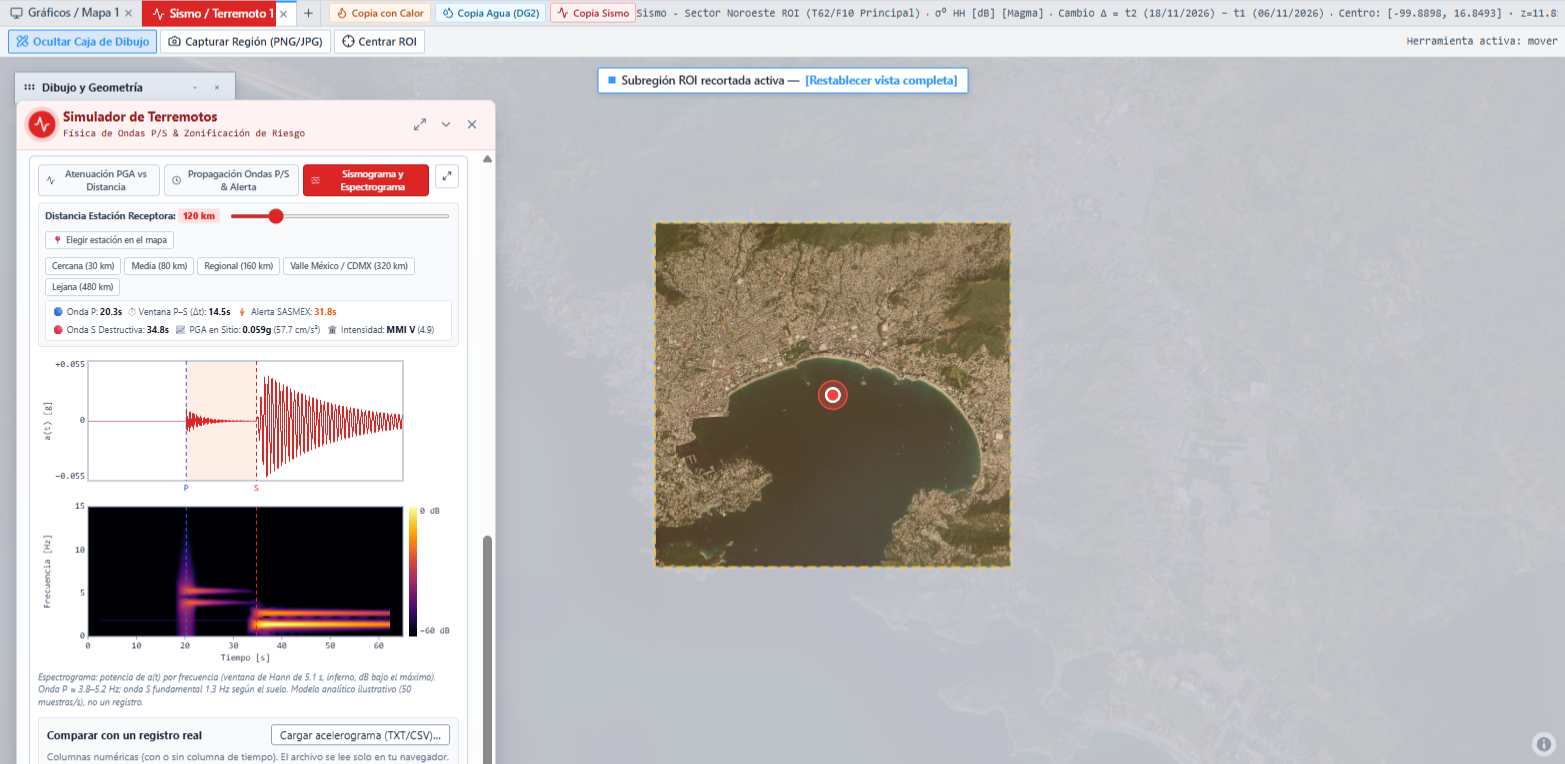 Gráficos / Mapa 1 × Sismo / Terremoto 1 × + Copia con Calor Copia Agua (DG2) Copia Sismo Sismo - Sector Noroeste ROI (T62/F10 Principal) · σ⁰ HH [dB] [Magma] · Cambio Δ = t2 (18/11/2026) − t1 (06/11/2026) · Centro: [-99.8898, 16.8493] · z=11.8
Ocultar Caja de Dibujo Capturar Región (PNG/JPG) Centrar ROI Herramienta activa: mover
Subregión ROI recortada activa — [Restablecer vista completa]
Dibujo y Geometría - ×
Simulador de Terremotos
Física de Ondas P/S & Zonificación de Riesgo
Atenuación PGA vs Distancia
Propagación Ondas P/S & Alerta
Sismograma y Espectrograma
Distancia Estación Receptora: 120 km
Elegir estación en el mapa
Cercana (30 km) Media (80 km) Regional (160 km) Valle México / CDMX (320 km)
Lejana (480 km)
Onda P: 20.3s Ventana P–S (Δt): 14.5s Alerta SASMEX: 31.8s
Onda S Destructiva: 34.8s PGA en Sitio: 0.059g (57.7 cm/s²) Intensidad: MMI V (4.9)
+0.055
0
−0.055
a(t) [g]
P S
15
10
5
0
Frecuencia [Hz]
0 dB
−60 dB
0 10 20 30 40 50 60
Tiempo [s]
Espectrograma: potencia de a(t) por frecuencia (ventana de Hann de 5.1 s, inferno, dB bajo el máximo).
Onda P ≈ 3.8–5.2 Hz; onda S fundamental 1.3 Hz según el suelo. Modelo analítico ilustrativo (50
muestras/s), no un registro.
Comparar con un registro real Cargar acelerograma (TXT/CSV)...
Columnas numéricas (con o sin columna de tiempo). El archivo se lee solo en tu navegador.